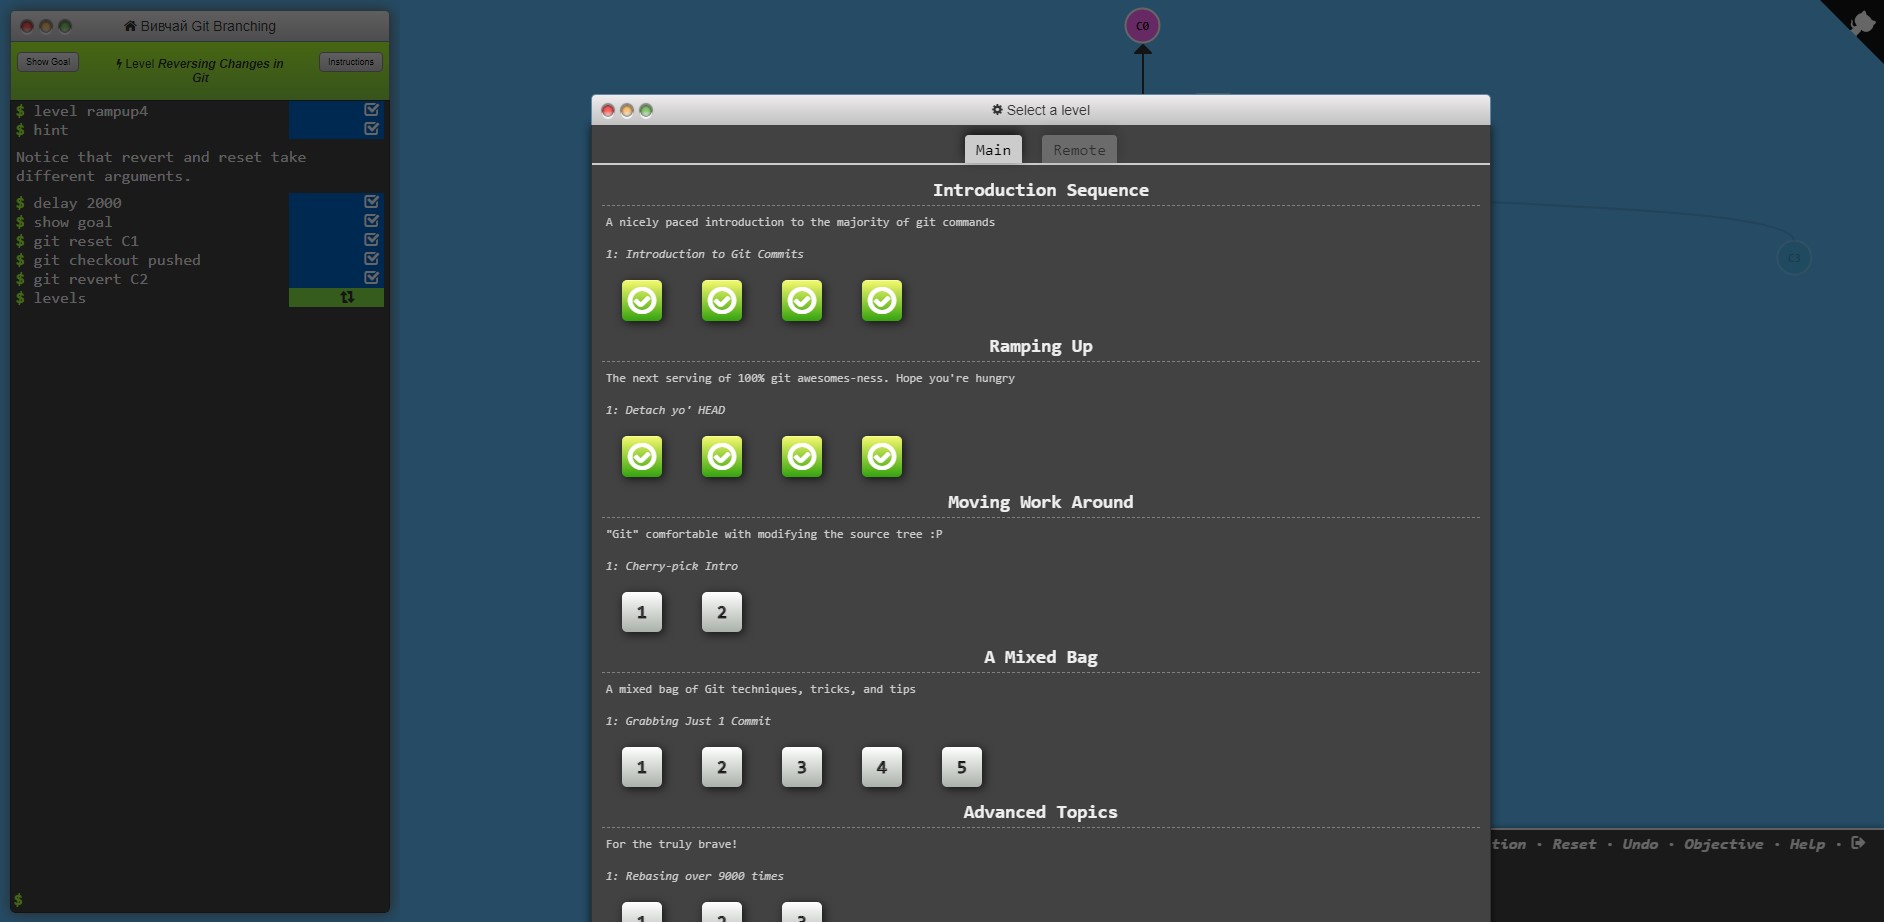 Вивчай Git Branching
Show Goal
Level Reversing Changes in
Git
Instructions
$ level rampup4
$ hint
Notice that revert and reset take
different arguments.
$ delay 2000
$ show goal
$ git reset C1
$ git checkout pushed
$ git revert C2
$ levels
$
C0
C3
Select a level
Main
Remote
Introduction Sequence
A nicely paced introduction to the majority of git commands
1: Introduction to Git Commits
Ramping Up
The next serving of 100% git awesomes-ness. Hope you're hungry
1: Detach yo' HEAD
Moving Work Around
"Git" comfortable with modifying the source tree :P
1: Cherry-pick Intro
1 2
A Mixed Bag
A mixed bag of Git techniques, tricks, and tips
1: Grabbing Just 1 Commit
1 2 3 4 5
Advanced Topics
For the truly brave!
1: Rebasing over 9000 times
1 2 3
tion · Reset · Undo · Objective · Help ·